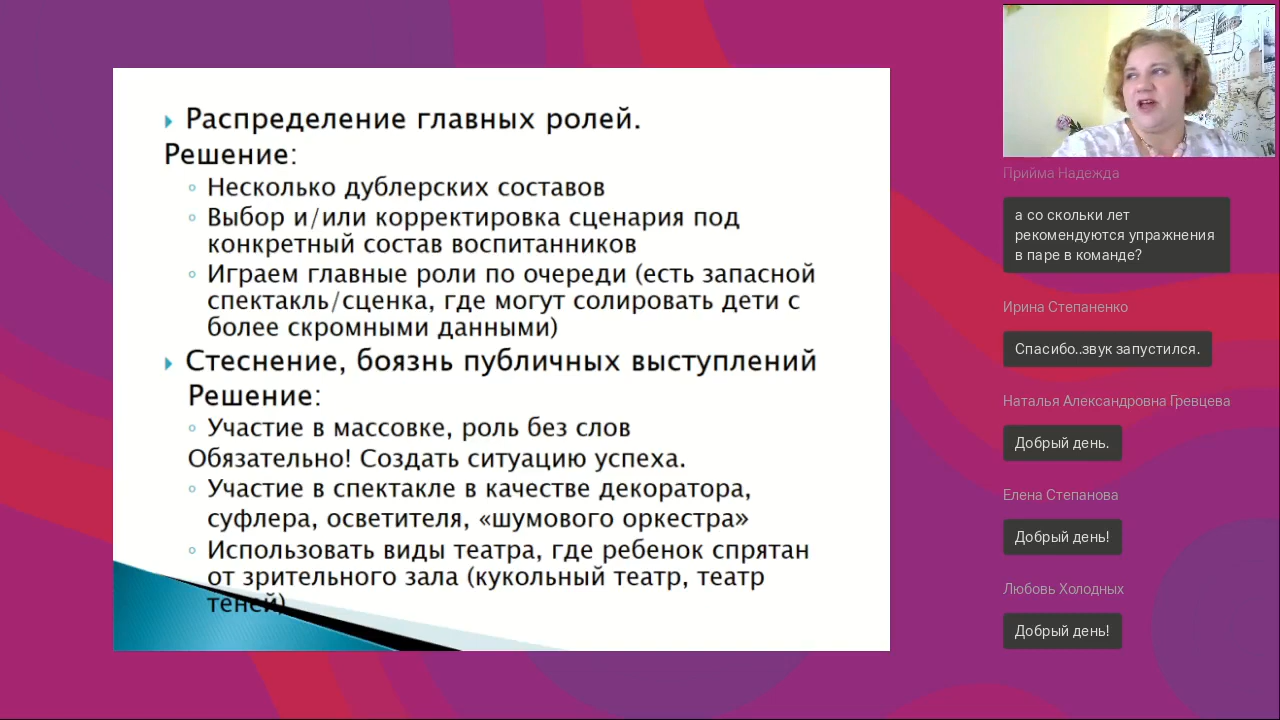 Распределение главных ролей.
Решение:
Несколько дублерских составов
Выбор и/или корректировка сценария под
конкретный состав воспитанников
Играем главные роли по очереди (есть запасной
спектакль/сценка, где могут солировать дети с
более скромными данными)
Стеснение, боязнь публичных выступлений
Решение:
Участие в массовке, роль без слов
Обязательно! Создать ситуацию успеха.
Участие в спектакле в качестве декоратора,
суфлера, осветителя, «шумового оркестра»
Использовать виды театра, где ребенок спрятан
от зрительного зала (кукольный театр, театр
теней)
Прийма Надежда
а со скольки лет
рекомендуются упражнения
в паре в команде?
Ирина Степаненко
Спасибо..звук запустился.
Наталья Александровна Гревцева
Добрый день.
Елена Степанова
Добрый день!
Любовь Холодных
Добрый день!